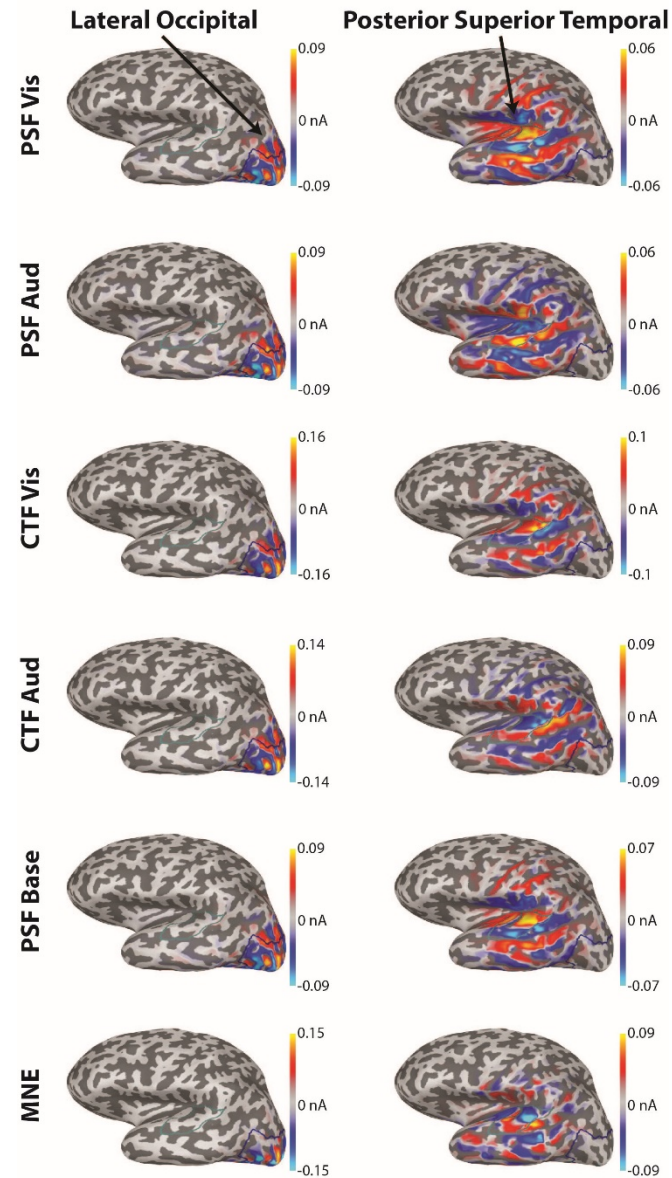 Lateral Occipital
Posterior Superior Temporal
PSF Vis
0.09
0 nA
-0.09
0.06
0 nA
-0.06
PSF Aud
0.09
0 nA
-0.09
0.06
0 nA
-0.06
CTF Vis
0.16
0 nA
-0.16
0.1
0 nA
-0.1
CTF Aud
0.14
0 nA
-0.14
0.09
0 nA
-0.09
PSF Base
0.09
0 nA
-0.09
0.07
0 nA
-0.07
MNE
0.15
0 nA
-0.15
0.09
0 nA
-0.09